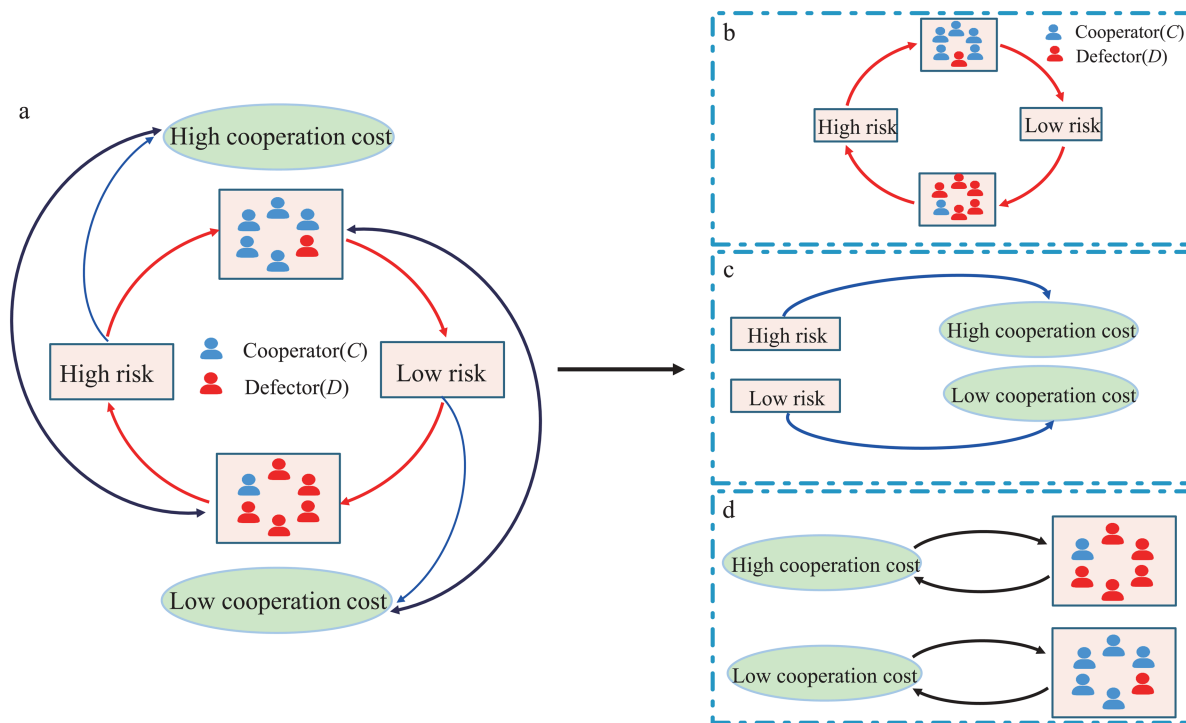 a
High cooperation cost
High risk
Cooperator(C)
Defector(D)
Low risk
Low cooperation cost
b
Cooperator(C)
Defector(D)
High risk
Low risk
c
High risk
High cooperation cost
Low risk
Low cooperation cost
d
High cooperation cost
Low cooperation cost